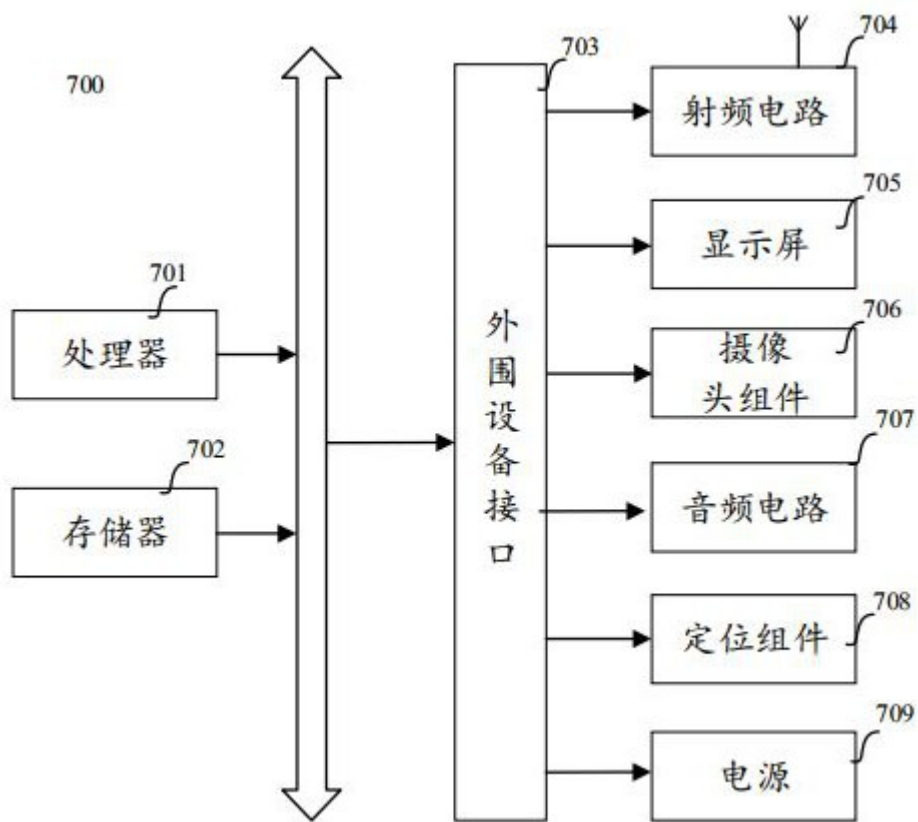 700
701
处理器
702
存储器
703
外围设备接口
704
射频电路
705
显示屏
706
摄像
头组件
707
音频电路
708
定位组件
709
电源